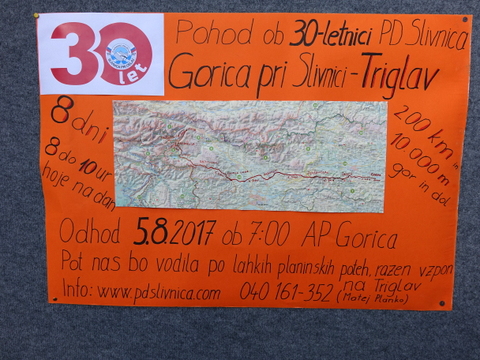 30 let
Pohod ob 30-letnici PD Slivnica
Gorica pri Slivnici - Triglav
8 dni
8 do 10 ur
hoje na dan
200 km in
10 000 m
gor in dol
Odhod 5.8.2017 ob 7:00 AP Gorica
Pot nas bo vodila po lahkih planinskih poteh, razen vzpon
na Triglav
Info: www.pdslivnica.com 040 161-352 (Matej Planko)